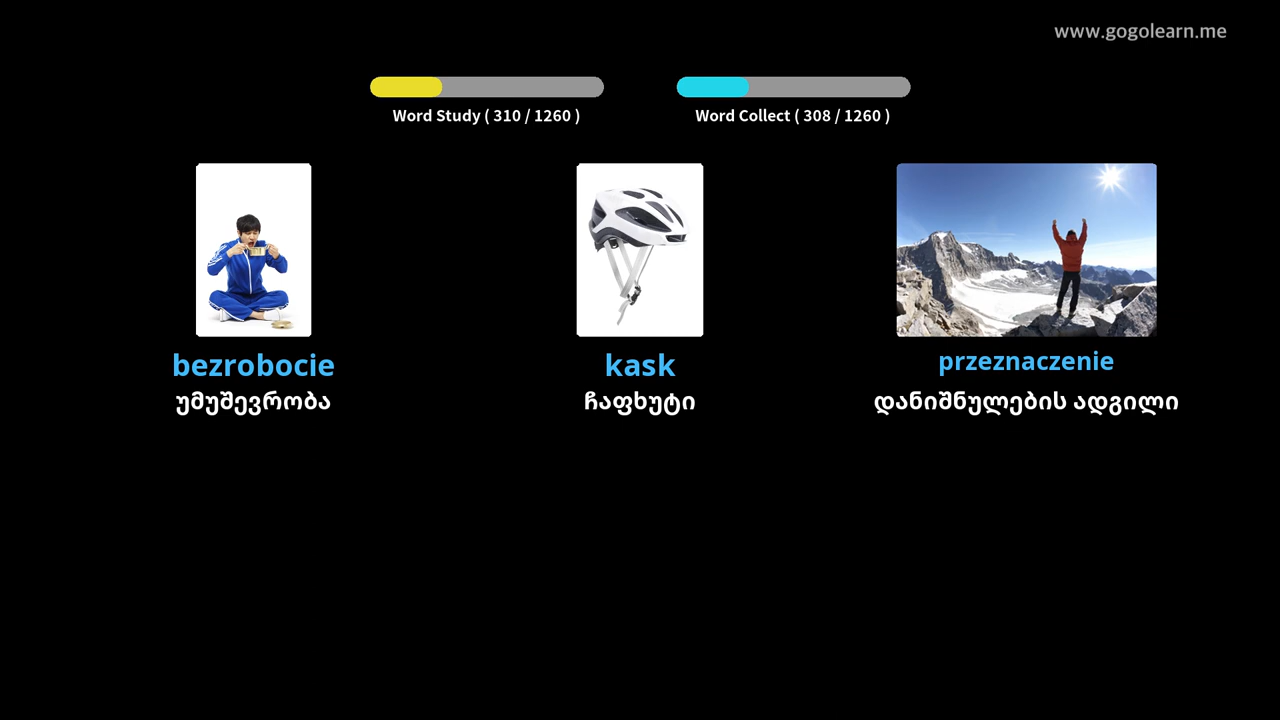 www.gogolearn.me
Word Study ( 310 / 1260 )
Word Collect ( 308 / 1260 )
bezrobocie
kask
przeznaczenie
უმუშევრობა
ჩაფხუტი
დანიშნულების ადგილი